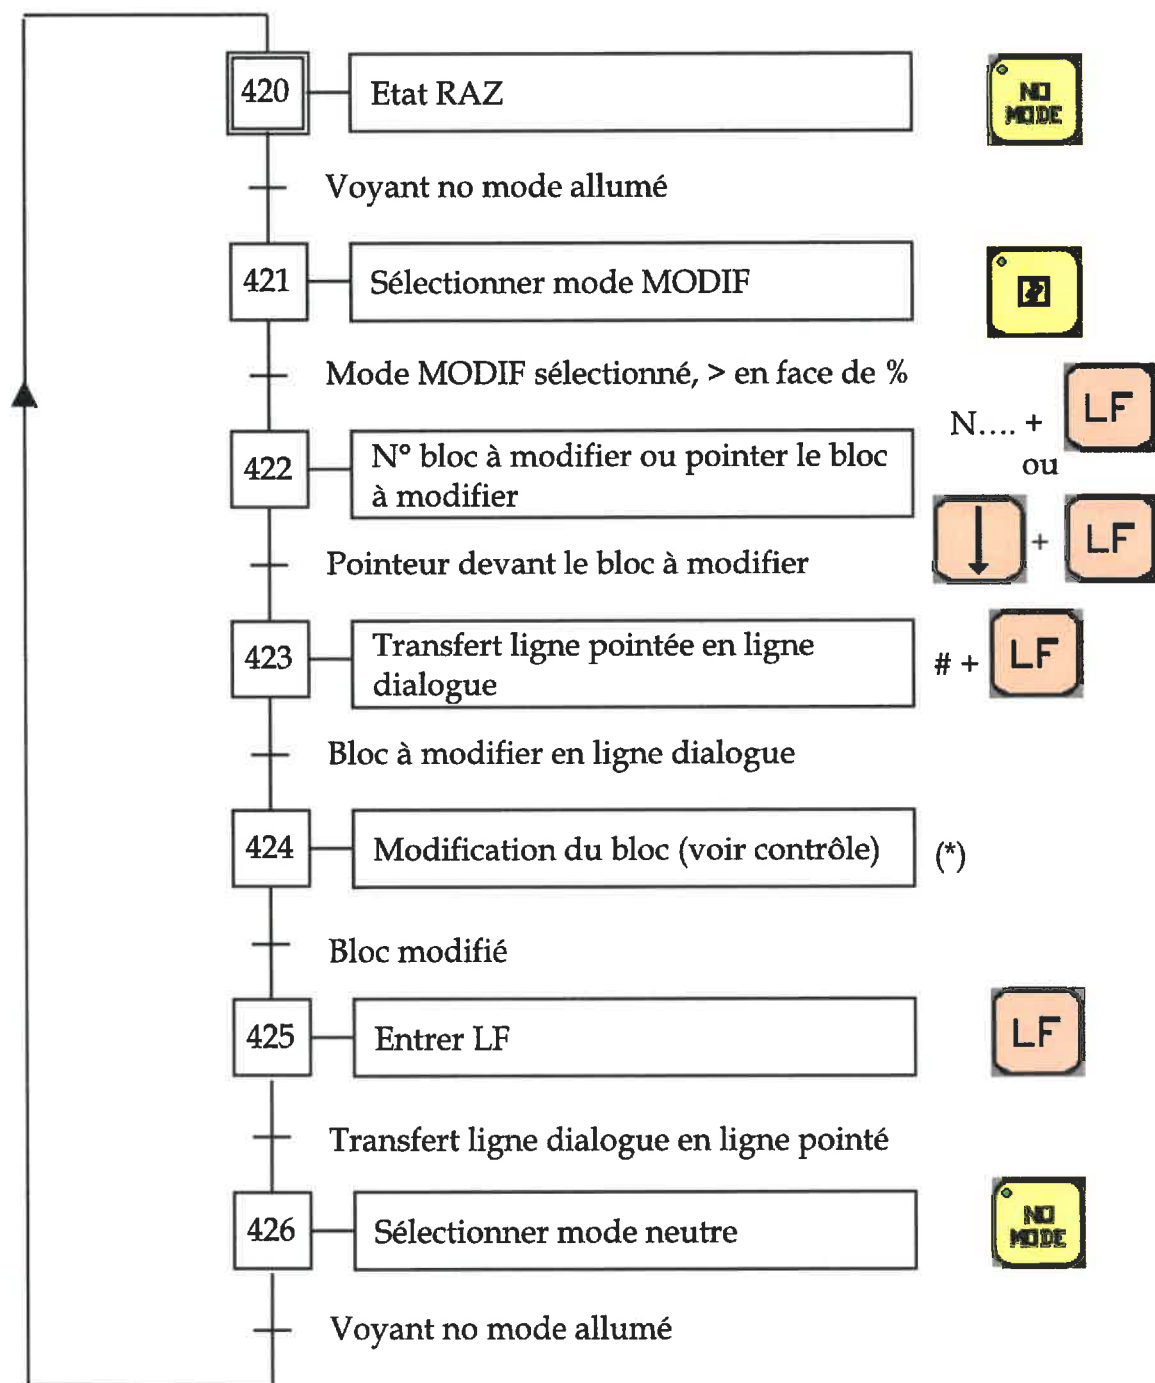 420
Etat RAZ
NO
MODE
Voyant no mode allumé
421
Sélectionner mode MODIF
Mode MODIF sélectionné, > en face de %
422
N° bloc à modifier ou pointer le bloc
à modifier
N.... +
LF
ou
+
LF
Pointeur devant le bloc à modifier
423
Transfert ligne pointée en ligne
dialogue
# +
LF
Bloc à modifier en ligne dialogue
424
Modification du bloc (voir contrôle)
(*)
Bloc modifié
425
Entrer LF
LF
Transfert ligne dialogue en ligne pointé
426
Sélectionner mode neutre
NO
MODE
Voyant no mode allumé